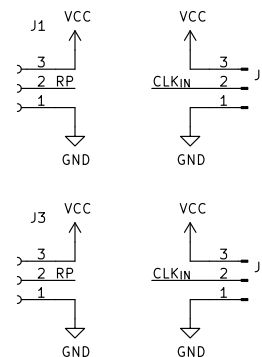 VCC VCC
J1
3 3
2 RP CLKIN 2 J
1 1
GND GND
VCC VCC
J3
3 3
2 RP CLKIN 2 J
1 1
GND GND